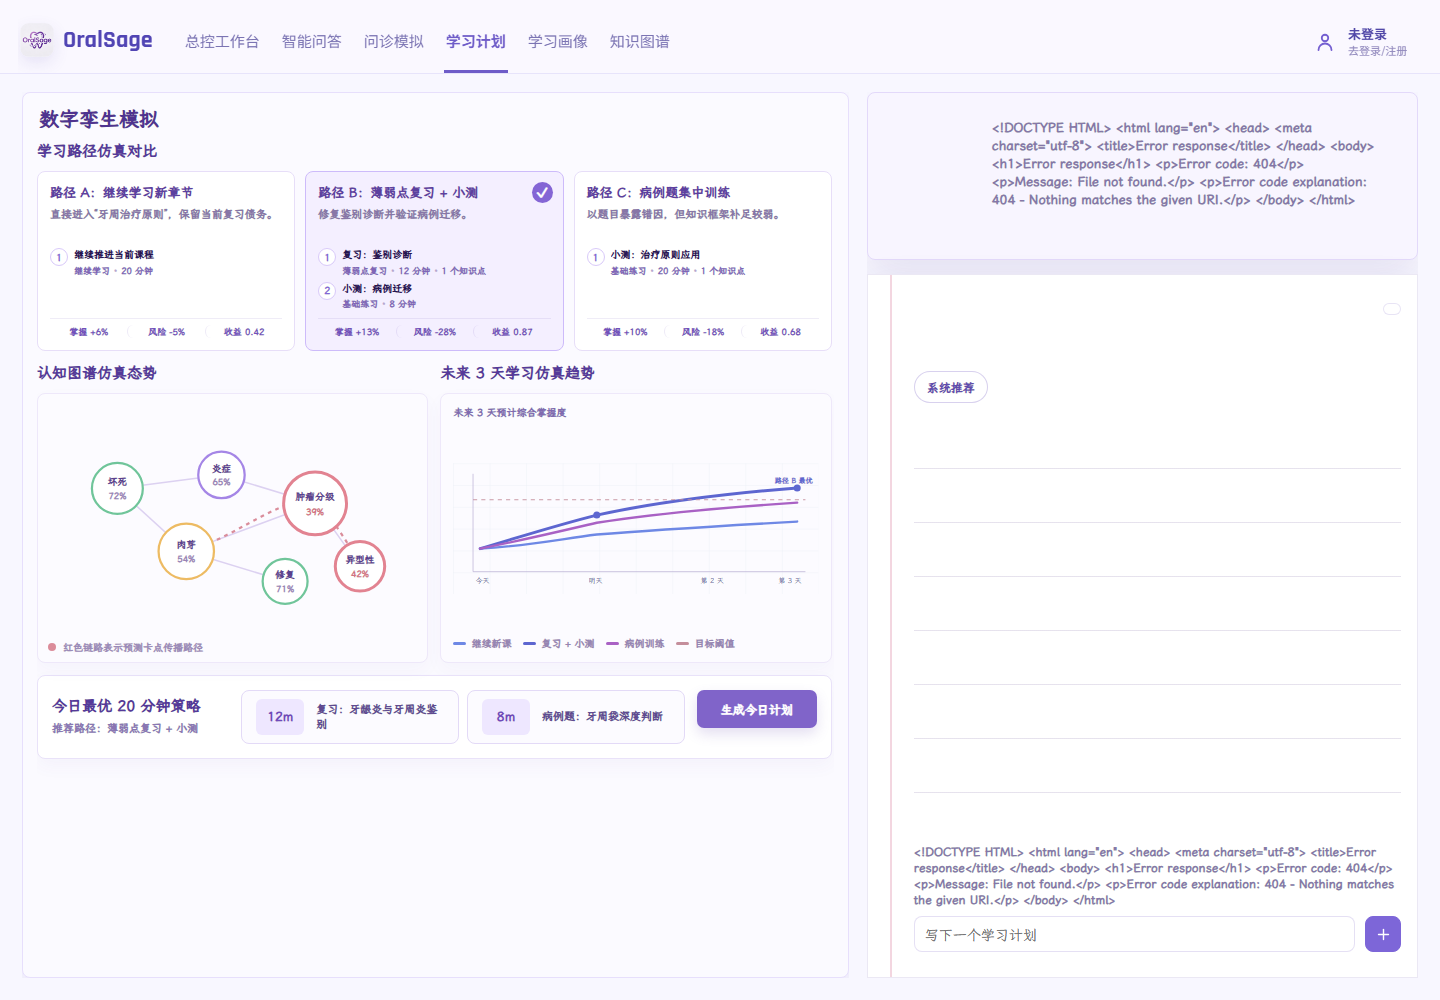 OralSage
OralSage
总控工作台
智能问答
问诊模拟
学习计划
学习画像
知识图谱
未登录
去登录/注册
数字孪生模拟
学习路径仿真对比
路径 A：继续学习新章节
直接进入“牙周治疗原则”，保留当前复习债务。
1
继续推进当前课程
继续学习 · 20 分钟
掌握 +6%
风险 -5%
收益 0.42
路径 B：薄弱点复习 + 小测
修复鉴别诊断并验证病例迁移。
1
复习：鉴别诊断
薄弱点复习 · 12 分钟 · 1 个知识点
2
小测：病例迁移
基础练习 · 8 分钟
掌握 +13%
风险 -28%
收益 0.87
路径 C：病例题集中训练
以题目暴露错因，但知识框架补足较弱。
1
小测：治疗原则应用
基础练习 · 20 分钟 · 1 个知识点
掌握 +10%
风险 -18%
收益 0.68
认知图谱仿真态势
坏死
72%
炎症
65%
肿瘤分级
39%
肉芽
54%
修复
71%
异型性
42%
红色链路表示预测卡点传播路径
未来 3 天学习仿真趋势
未来 3 天预计综合掌握度
路径 B 最优
今天
明天
第 2 天
第 3 天
继续新课
复习 + 小测
病例训练
目标阈值
今日最优 20 分钟策略
推荐路径：薄弱点复习 + 小测
12m
复习：牙龈炎与牙周炎鉴
别
8m
病例题：牙周袋深度判断
生成今日计划
<!DOCTYPE HTML> <html lang="en"> <head> <meta
charset="utf-8"> <title>Error response</title> </head> <body>
<h1>Error response</h1> <p>Error code: 404</p>
<p>Message: File not found.</p> <p>Error code explanation:
404 - Nothing matches the given URI.</p> </body> </html>
系统推荐
<!DOCTYPE HTML> <html lang="en"> <head> <meta charset="utf-8"> <title>Error
response</title> </head> <body> <h1>Error response</h1> <p>Error code: 404</p>
<p>Message: File not found.</p> <p>Error code explanation: 404 - Nothing matches
the given URI.</p> </body> </html>
写下一个学习计划
+